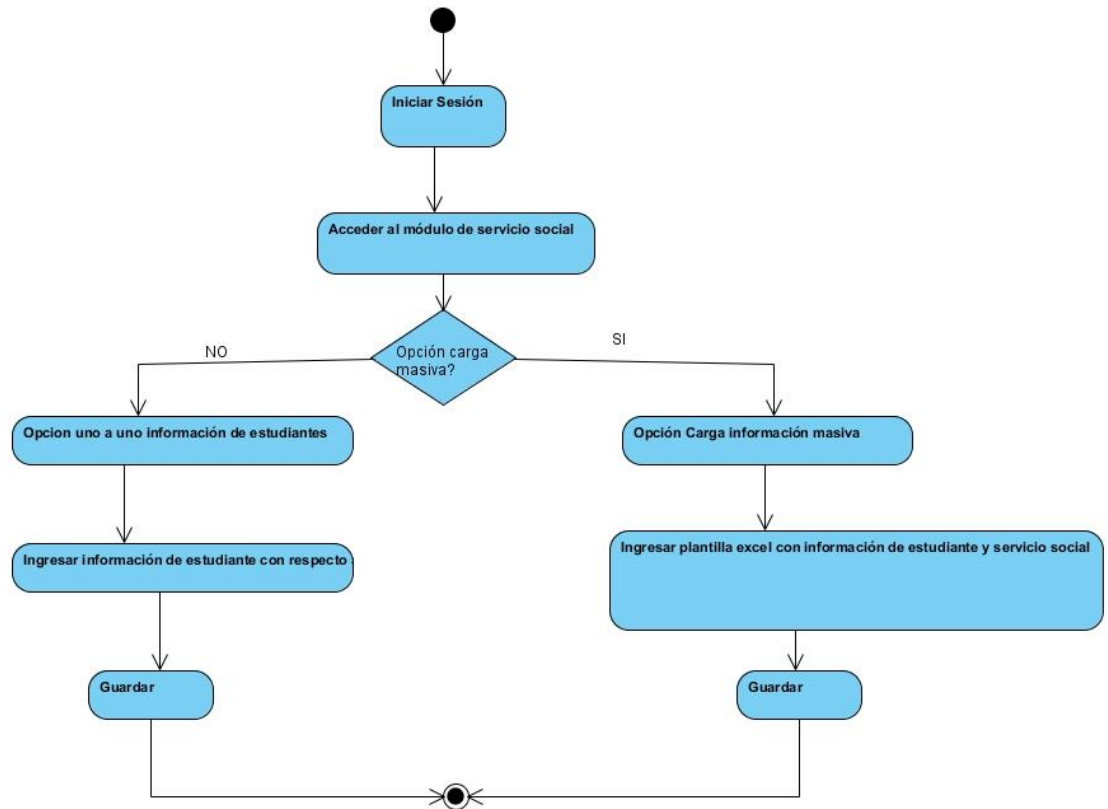 Iniciar Sesión
Acceder al módulo de servicio social
Opción carga
masiva?
NO
SI
Opcion uno a uno información de estudiantes
Opción Carga información masiva
Ingresar información de estudiante con respecto
Ingresar plantilla excel con información de estudiante y servicio social
Guardar
Guardar